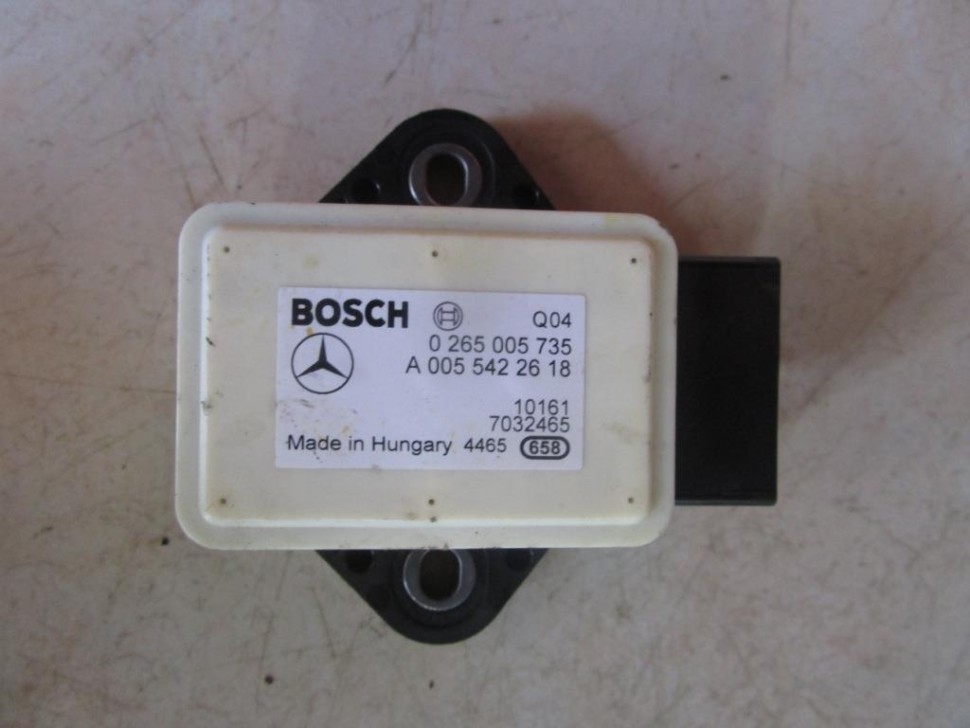 BOSCH
Q04
0 265 005 735
A 005 542 26 18
10161
7032465
Made in Hungary 4465 658